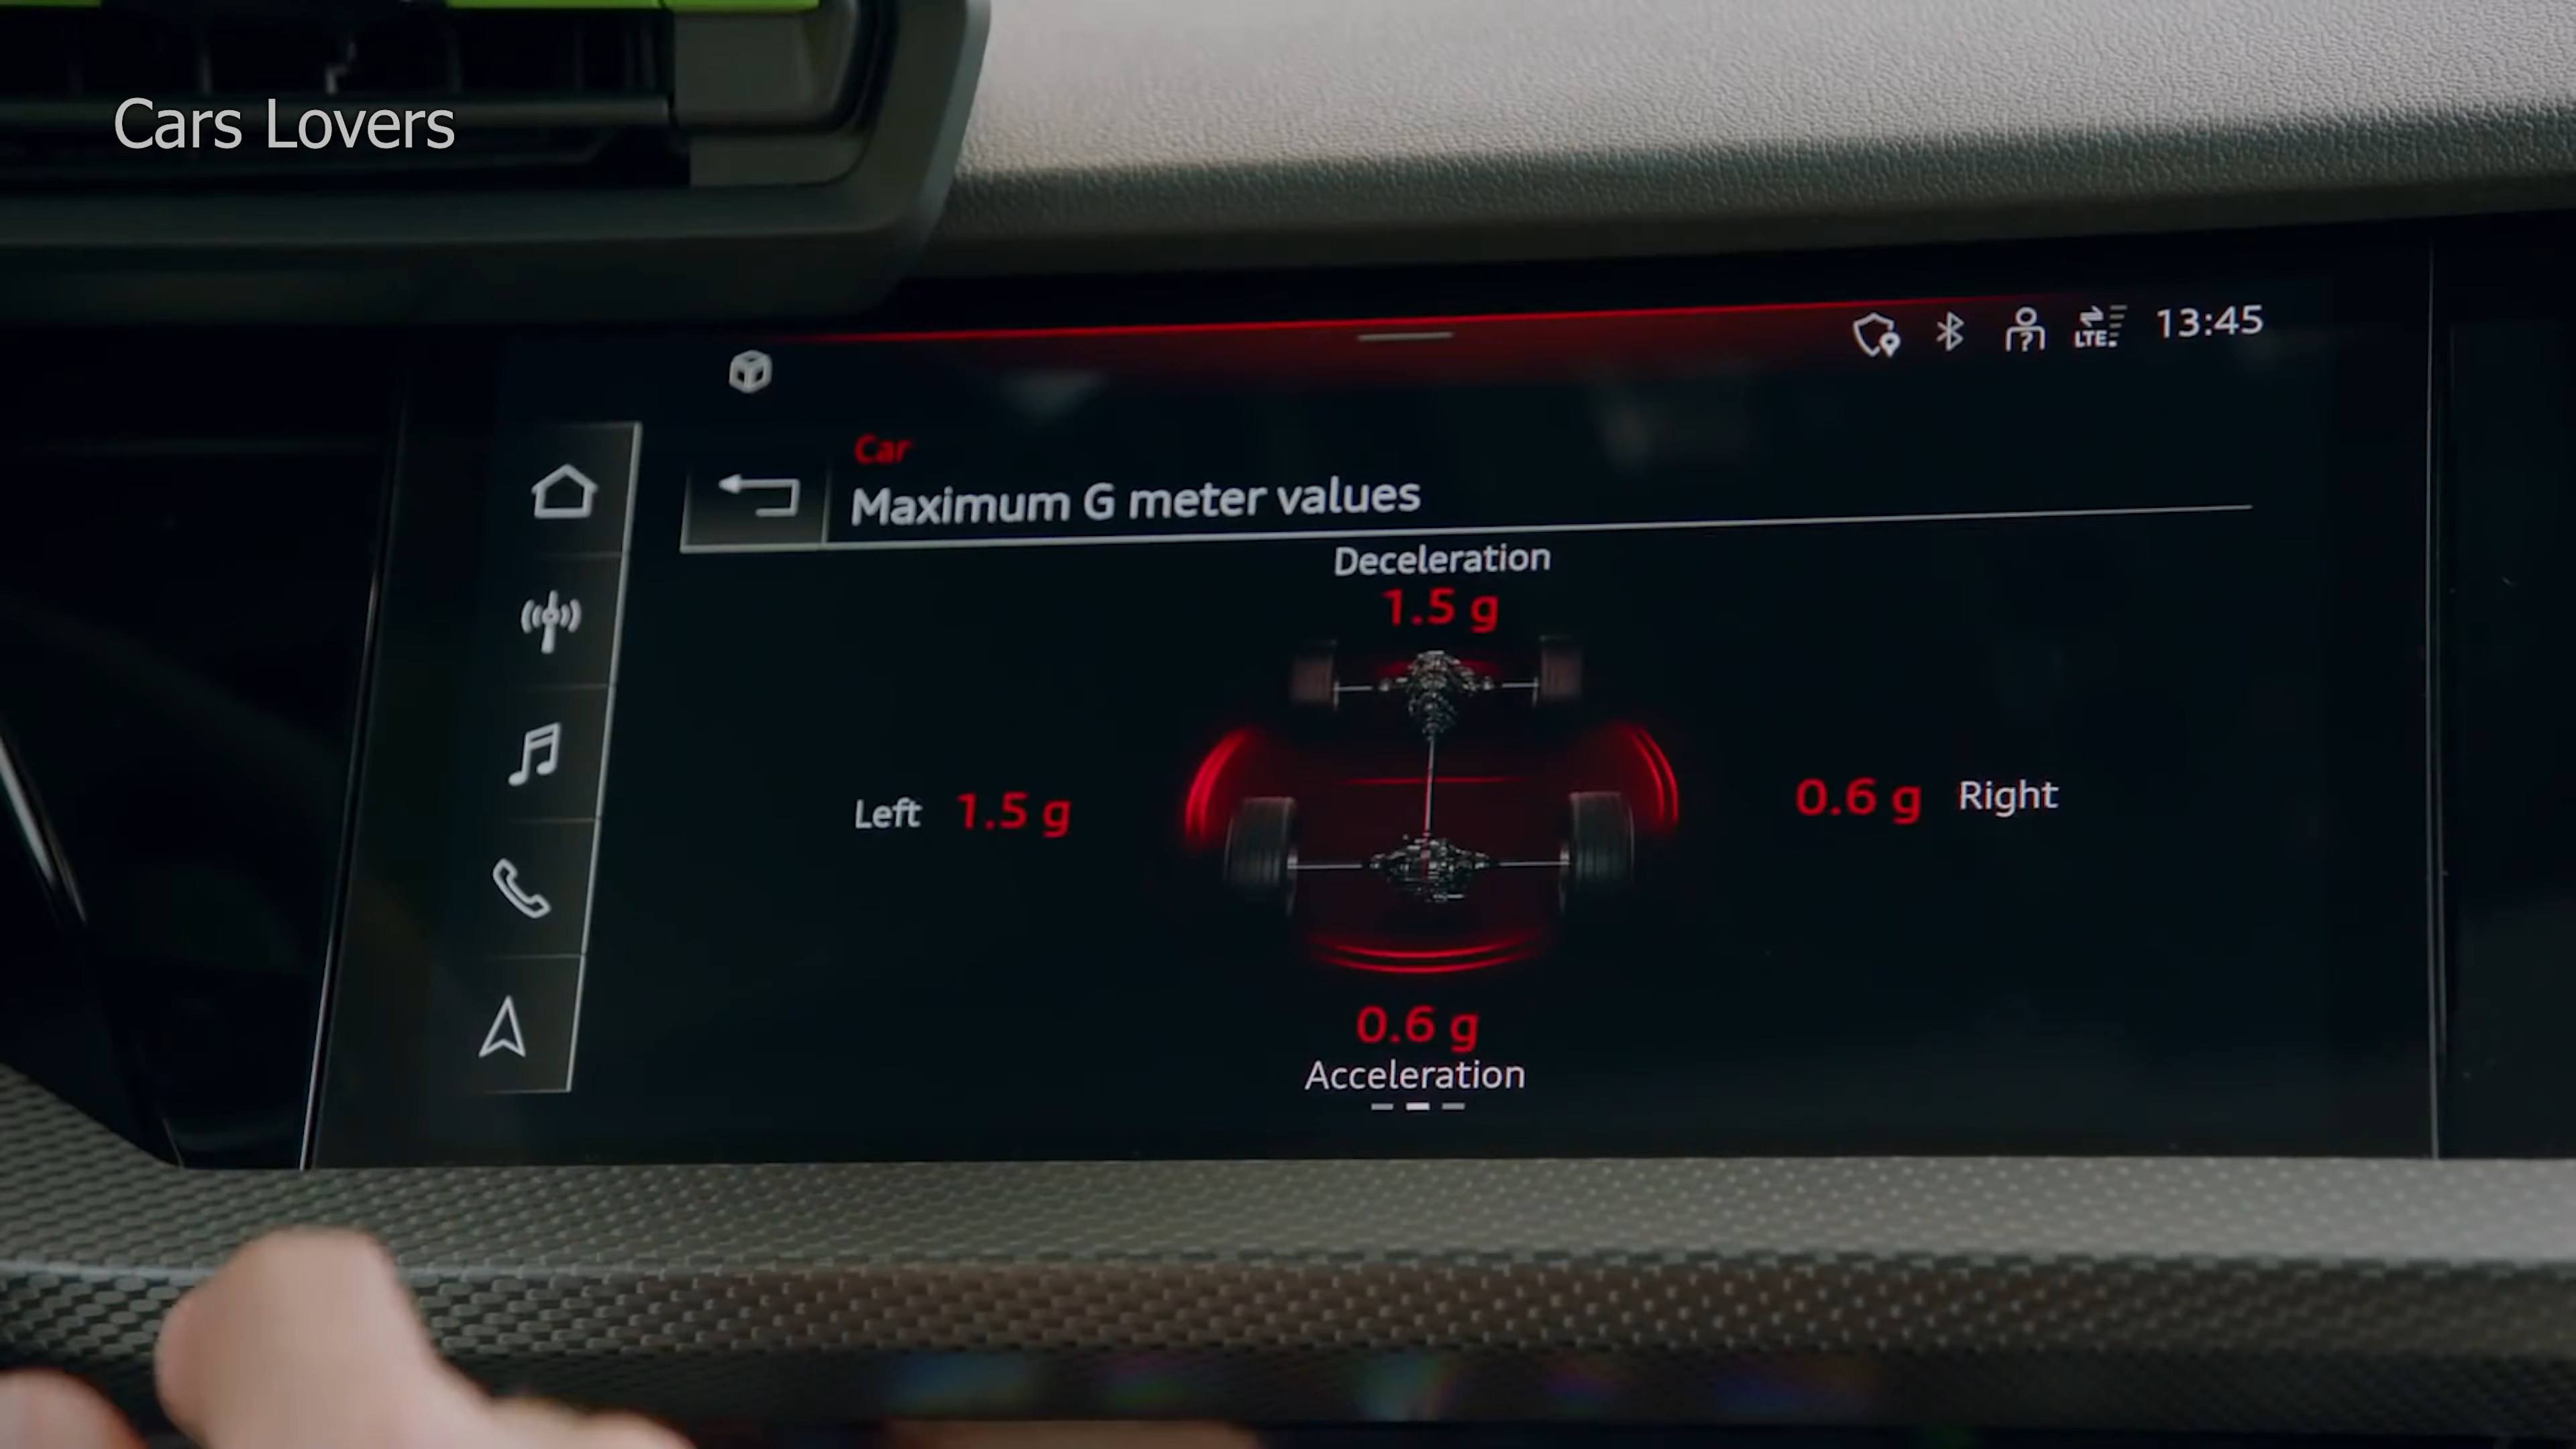 Cars Lovers
LTE
13:45
Car
Maximum G meter values
Deceleration
1.5 g
Left 1.5 g
0.6 g Right
0.6 g
Acceleration